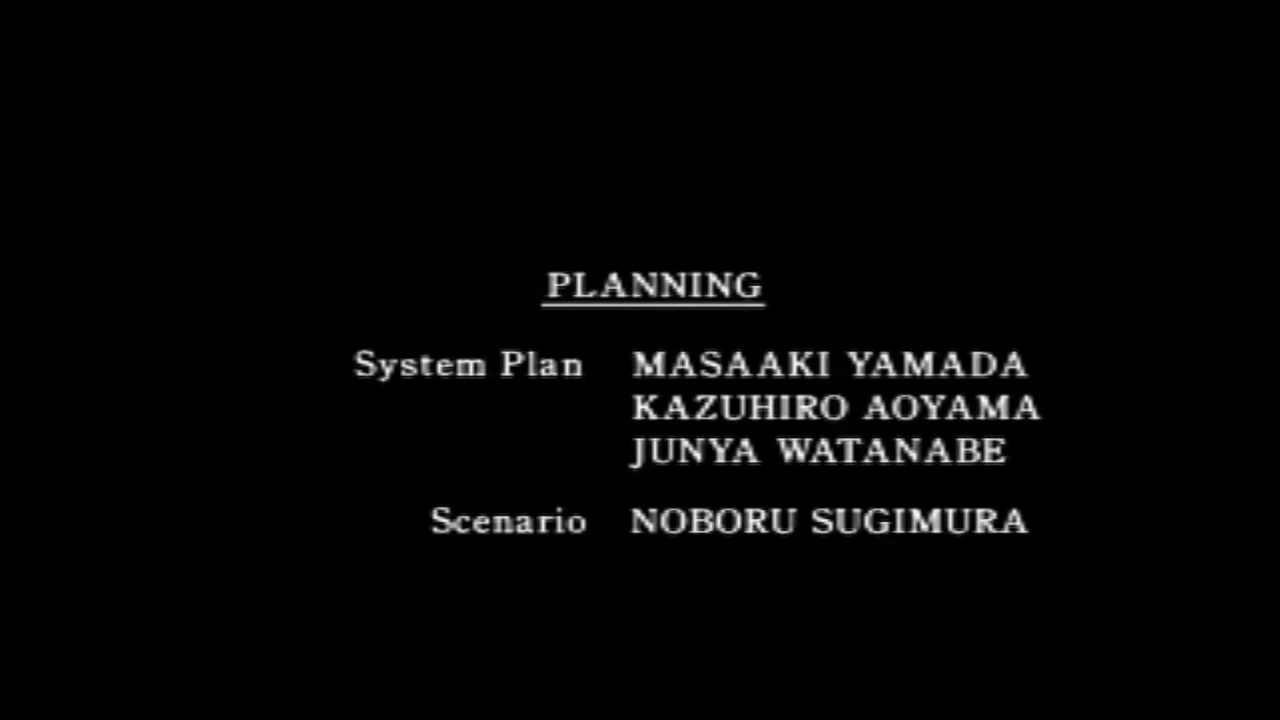 PLANNING
System Plan MASAAKI YAMADA
KAZUHIRO AOYAMA
JUNYA WATANABE
Scenario NOBORU SUGIMURA